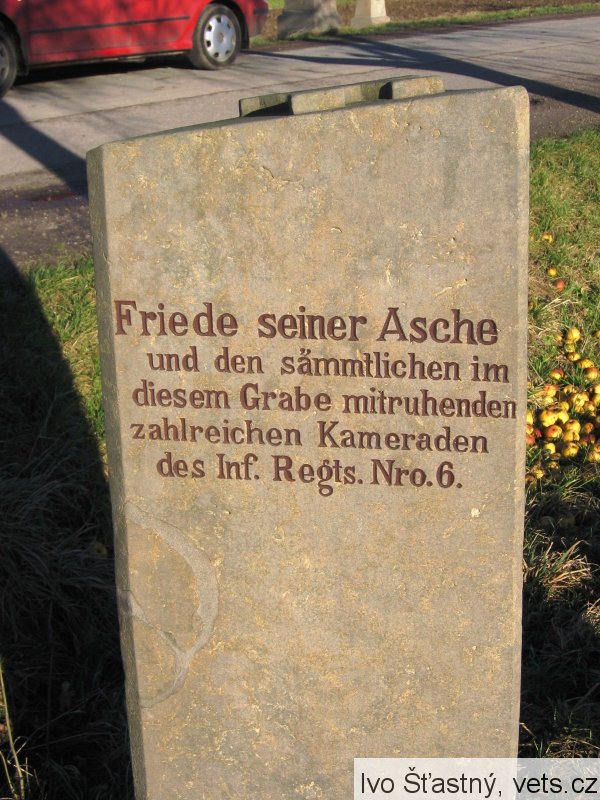 Friede seiner Asche
und den sämmtlichen im
diesem Grabe mitruhenden
zahlreichen Kameraden
des Inf. Regts. Nro. 6.
Ivo Šťastný, vets.cz